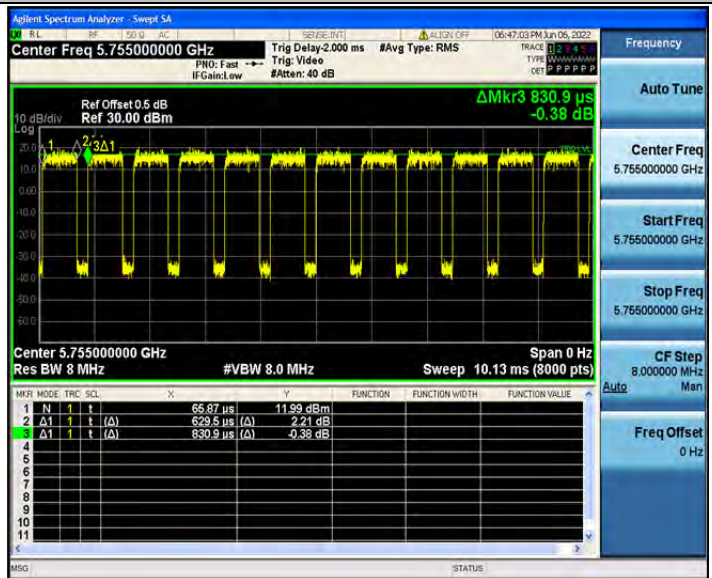 Agilent Spectrum Analyzer - Swept SA
RL RF 50 Ω AC SENSE:INT ALIGN OFF 06:47:03 PM Jun 06, 2022
Center Freq 5.755000000 GHz
PNO: Fast
IFGain:Low
Trig Delay-2.000 ms
Trig: Video
#Atten: 40 dB
#Avg Type: RMS
TRACE 1 2 3 4 5 6
TYPE
DET P P P P P P
Frequency
Auto Tune
Center Freq
5.755000000 GHz
Start Freq
5.755000000 GHz
Stop Freq
5.755000000 GHz
CF Step
8.000000 MHz
Auto Man
Freq Offset
0 Hz
ΔMkr3 830.9 µs
-0.38 dB
Ref Offset 0.5 dB
10 dB/div Ref 30.00 dBm
Log
20.0
10.0
0.00
-10.0
-20.0
-30.0
-40.0
-50.0
-60.0
1
2
3Δ1
Center 5.755000000 GHz Span 0 Hz
Res BW 8 MHz #VBW 8.0 MHz Sweep 10.13 ms (8000 pts)
MKR MODE TRC SCL X Y FUNCTION FUNCTION WIDTH FUNCTION VALUE
1 N 1 t 65.87 µs 11.99 dBm
2 Δ1 1 t (Δ) 629.5 µs (Δ) 2.21 dB
3 Δ1 1 t (Δ) 830.9 µs (Δ) -0.38 dB
4
5
6
7
8
9
10
11
MSG STATUS